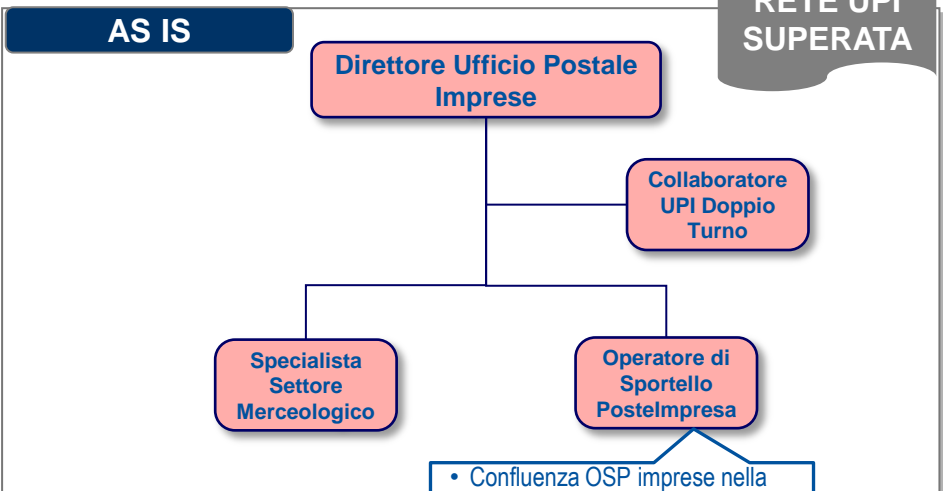 AS IS
RETE UPI
SUPERATA
Direttore Ufficio Postale
Imprese
Collaboratore
UPI Doppio
Turno
Specialista
Settore
Merceologico
Operatore di
Sportello
PosteImpresa
• Confluenza OSP imprese nella